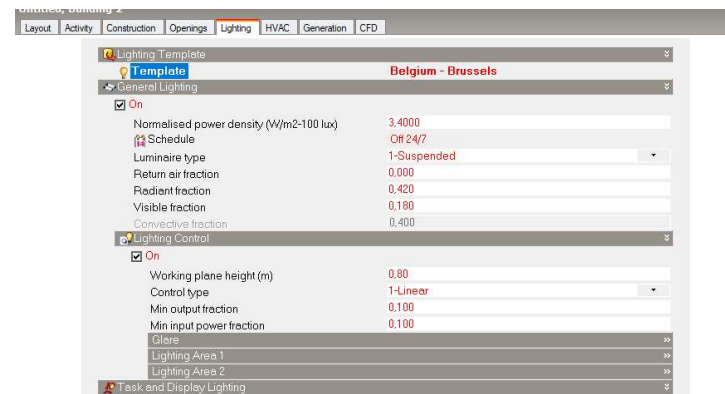 Untitled, Building 2
Layout Activity Construction Openings Lighting HVAC Generation CFD
Lighting Template
Template Belgium - Brussels
General Lighting
On
Normalised power density (W/m2-100 lux) 3,4000
Schedule Off 24/7
Luminaire type 1-Suspended
Return air fraction 0,000
Radiant fraction 0,420
Visible fraction 0,180
Convective fraction 0,400
Lighting Control
On
Working plane height (m) 0,80
Control type 1-Linear
Min output fraction 0,100
Min input power fraction 0,100
Glare
Lighting Area 1
Lighting Area 2
Task and Display Lighting